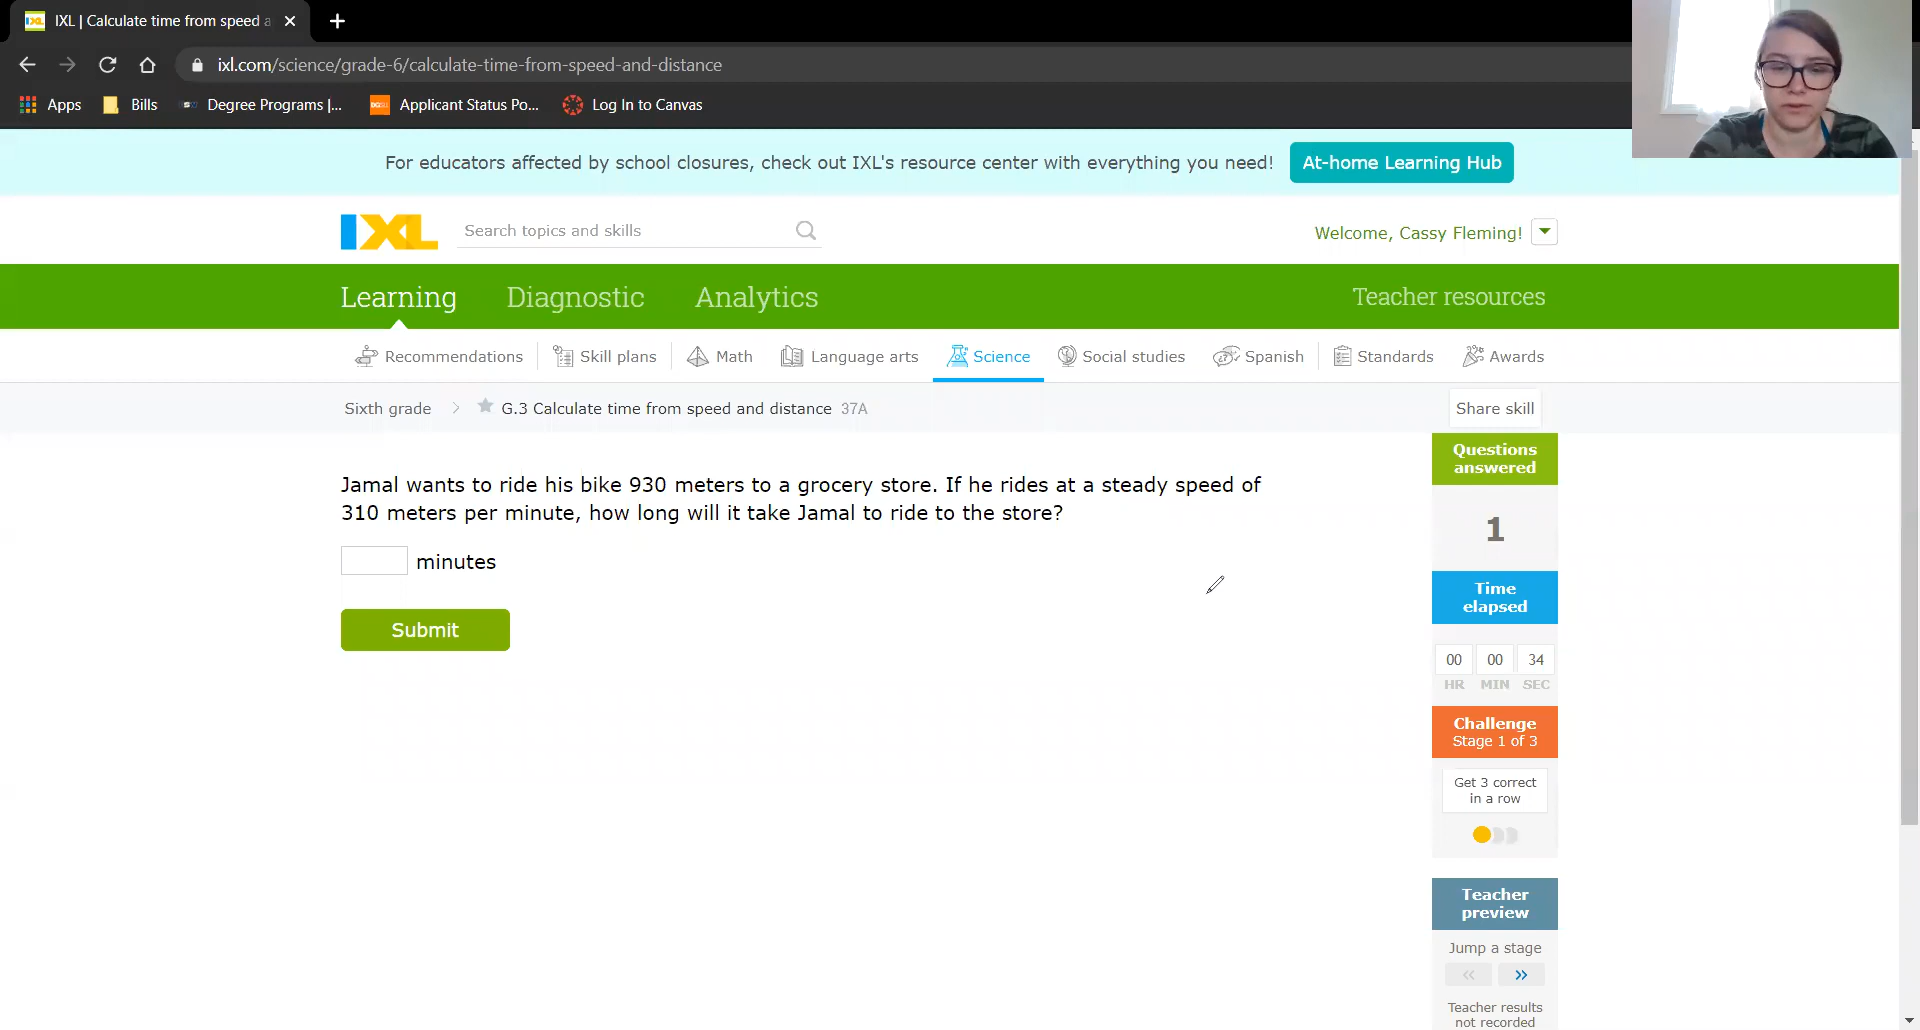 IXL | Calculate time from speed a
ixl.com/science/grade-6/calculate-time-from-speed-and-distance
Apps Bills Degree Programs |... Applicant Status Po... Log In to Canvas
For educators affected by school closures, check out IXL's resource center with everything you need! At-home Learning Hub
IXL Search topics and skills Welcome, Cassy Fleming!
Learning Diagnostic Analytics Teacher resources
Recommendations Skill plans Math Language arts Science Social studies Spanish Standards Awards
Sixth grade > G.3 Calculate time from speed and distance 37A Share skill
Jamal wants to ride his bike 930 meters to a grocery store. If he rides at a steady speed of
310 meters per minute, how long will it take Jamal to ride to the store?
minutes
Submit
Questions
answered
1
Time
elapsed
00 00 34
HR MIN SEC
Challenge
Stage 1 of 3
Get 3 correct
in a row
Teacher
preview
Jump a stage
<< >>
Teacher results
not recorded